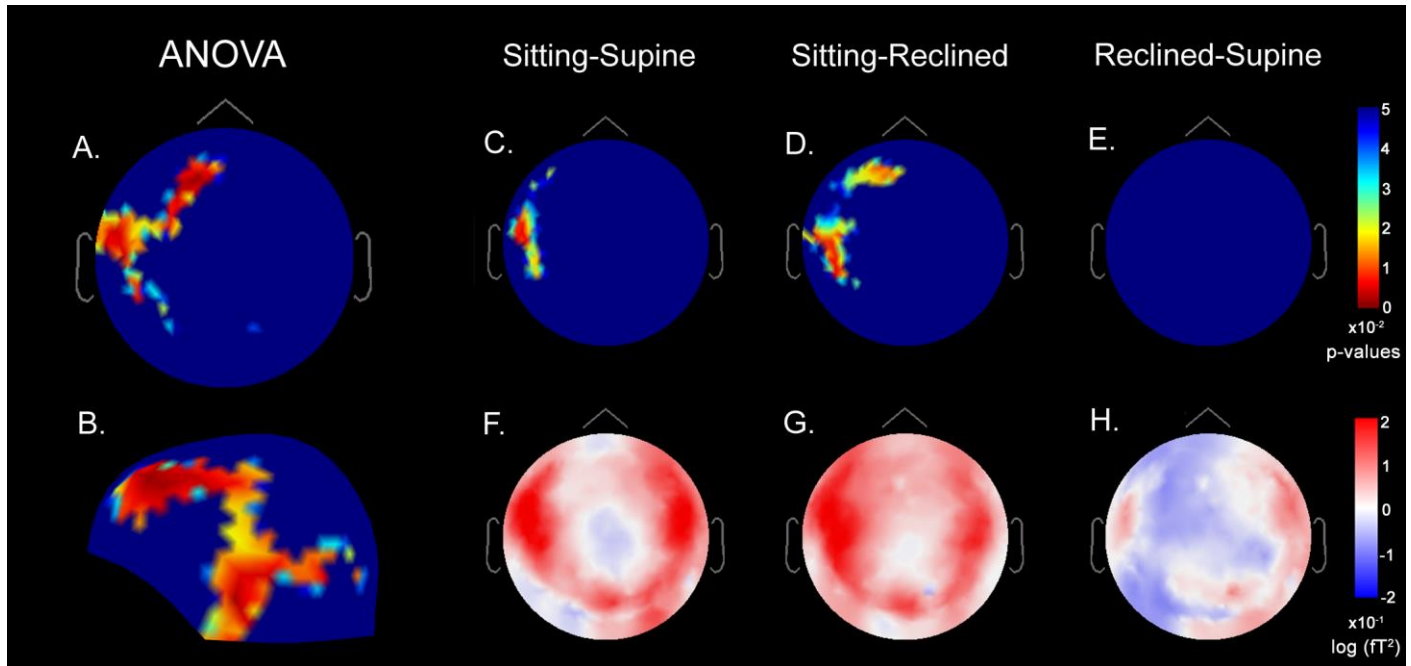 ANOVA
Sitting-Supine
Sitting-Reclined
Reclined-Supine
A.
C.
D.
E.
5
4
3
2
1
0
x10⁻²
p-values
B.
F.
G.
H.
2
1
0
-1
-2
x10⁻¹
log (fT²)